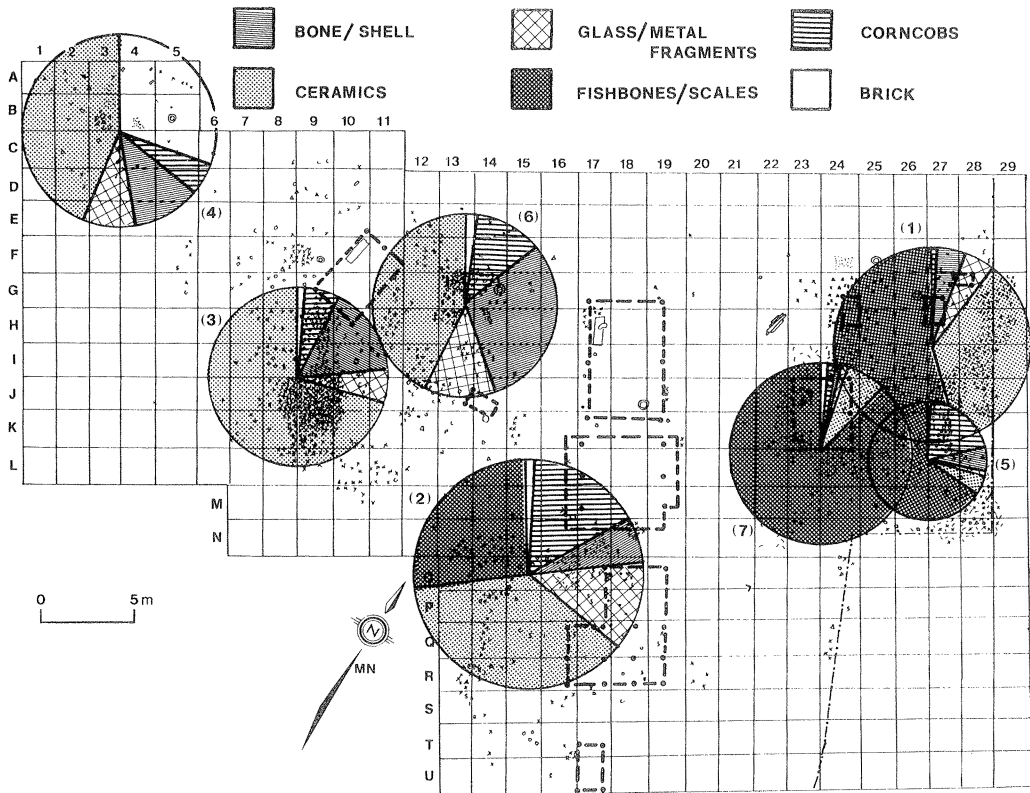 BONE/SHELL
GLASS/METAL
FRAGMENTS
CORNCOBS
CERAMICS
FISHBONES/SCALES
BRICK
1 2 3 4 5
6 7 8 9 10 11
12 13 14 15 16 17 18 19 20 21 22 23 24 25 26 27 28 29
A
B
C
D
E
F
G
H
I
J
K
L
M
N
P
Q
R
S
T
U
(4)
(6)
(1)
(3)
(2)
(5)
(7)
0 5m
N
MN